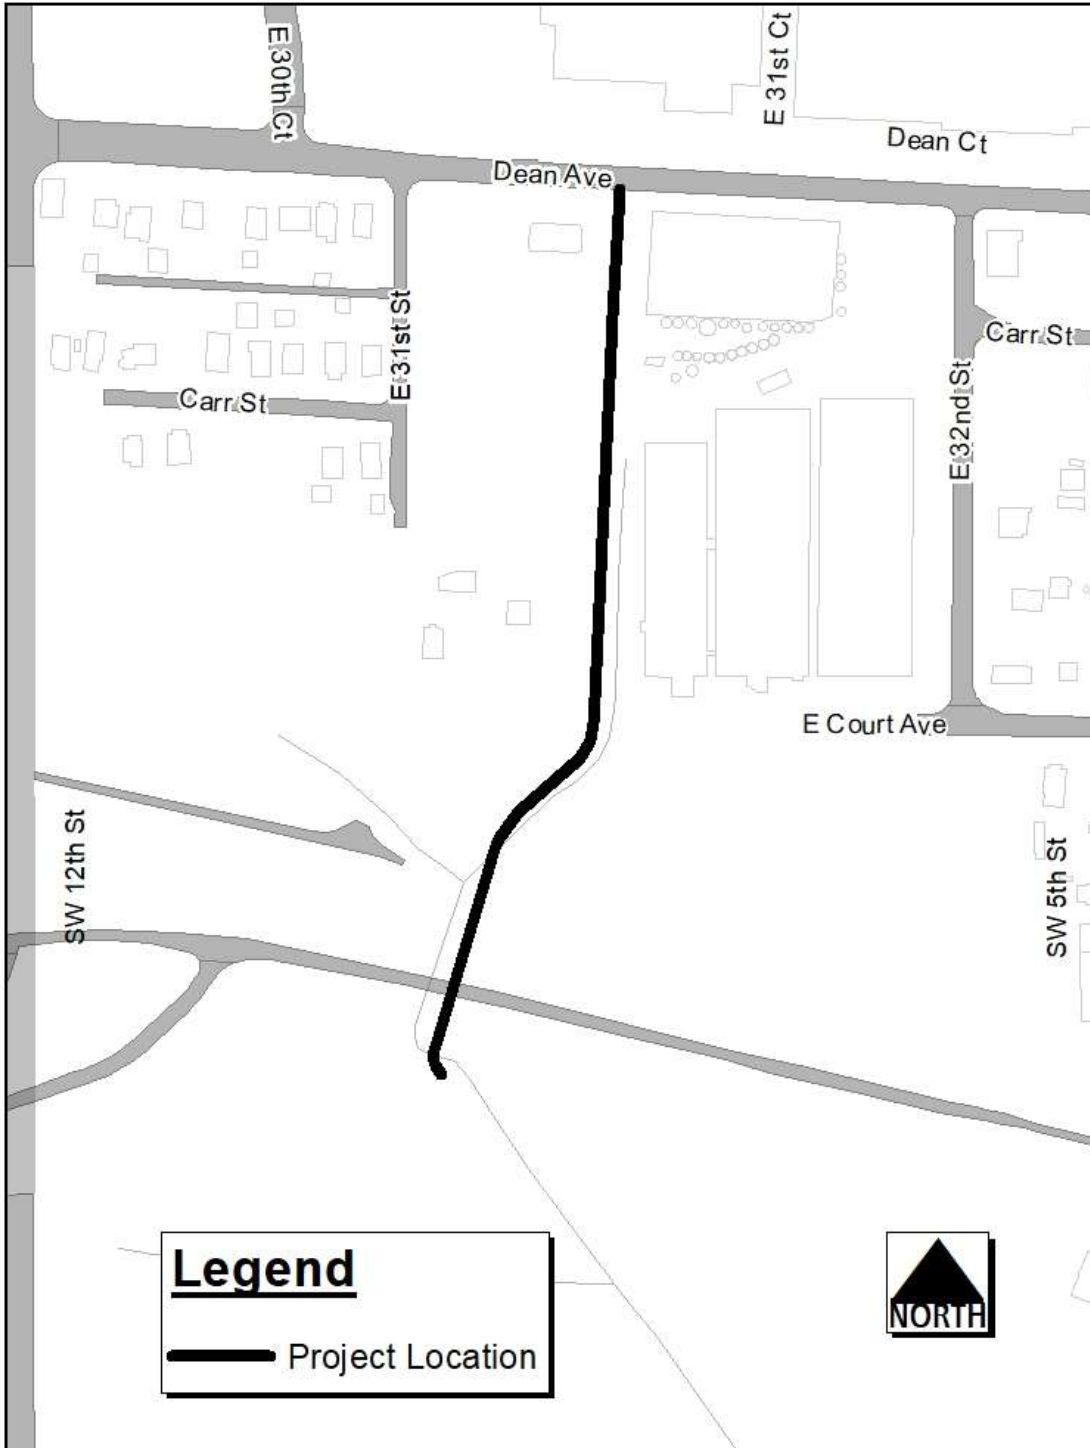 E 30th Ct
E 31st Ct
Dean Ct
Dean Ave
E 31st St
Carr St
Carr St
E 32nd St
E Court Ave
SW 12th St
SW 5th St
Legend
Project Location
NORTH